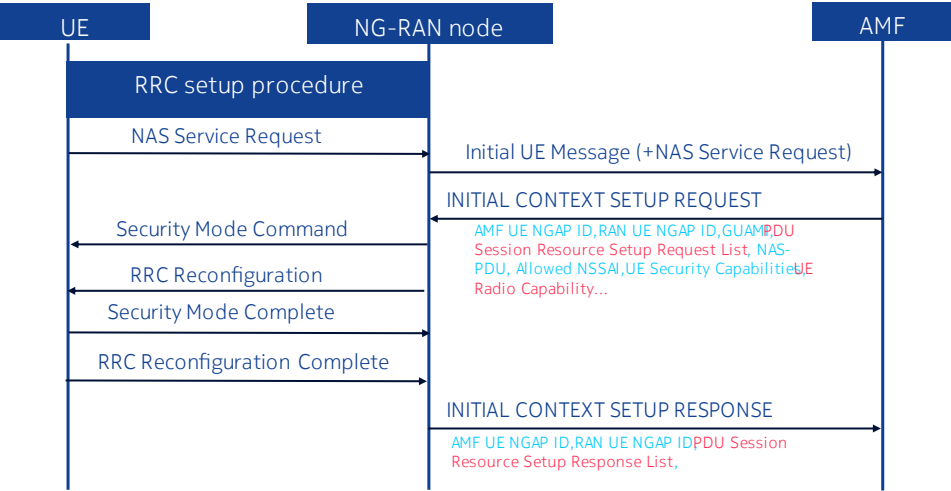 UE
NG-RAN node
AMF
RRC setup procedure
NAS Service Request
Initial UE Message (+NAS Service Request)
INITIAL CONTEXT SETUP REQUEST
AMF UE NGAP ID,RAN UE NGAP ID,GUAMI,PDU
Session Resource Setup Request List, NAS-
PDU, Allowed NSSAI,UE Security Capabilities,UE
Radio Capability...
Security Mode Command
RRC Reconfiguration
Security Mode Complete
RRC Reconfiguration Complete
INITIAL CONTEXT SETUP RESPONSE
AMF UE NGAP ID,RAN UE NGAP ID,PDU Session
Resource Setup Response List,